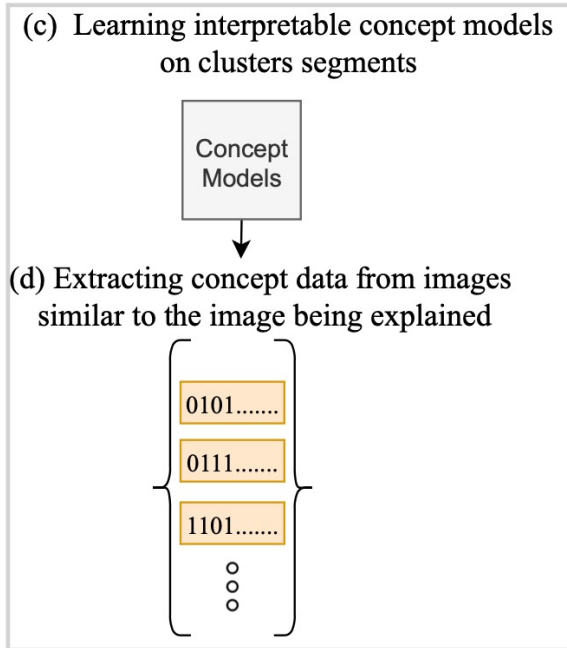 (c) Learning interpretable concept models
on clusters segments
Concept
Models
(d) Extracting concept data from images
similar to the image being explained
0101.......
0111.......
1101.......